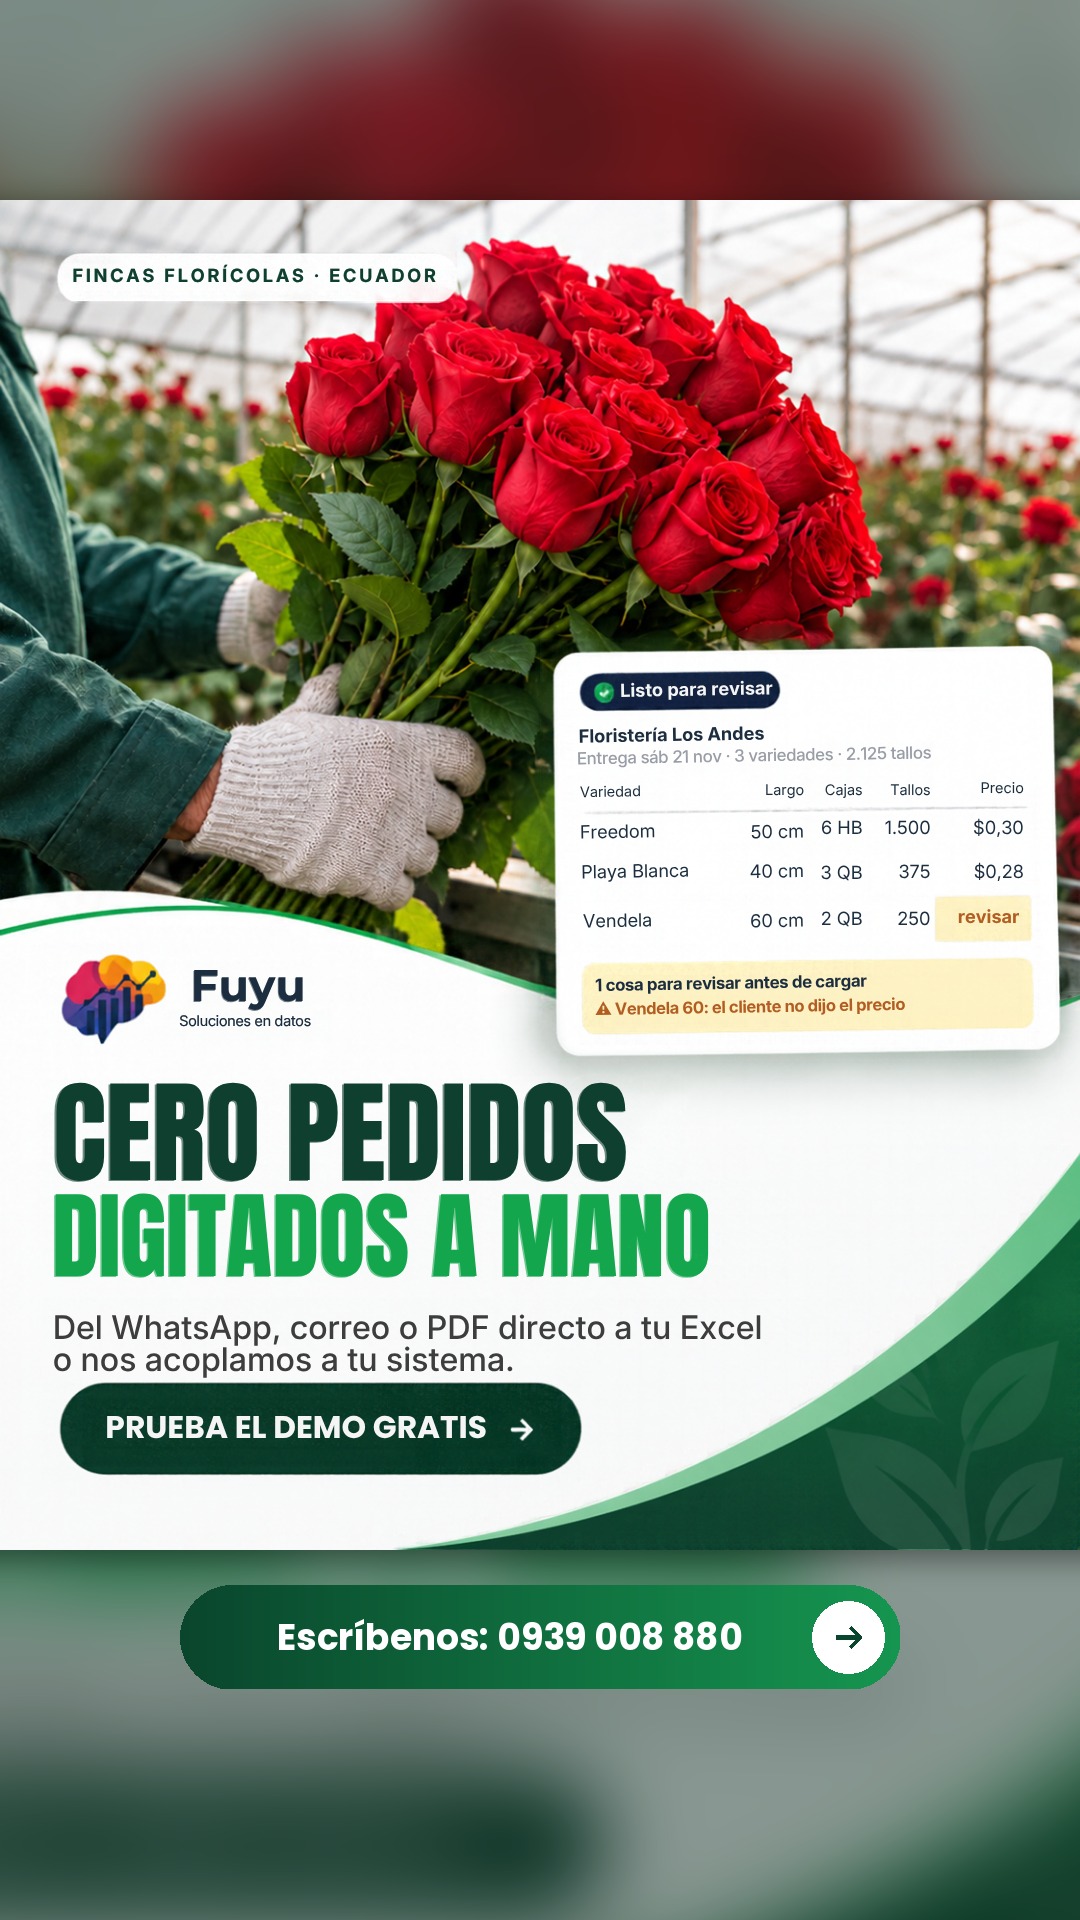 FINCAS FLORÍCOLAS · ECUADOR
Listo para revisar
Floristería Los Andes
Entrega sáb 21 nov · 3 variedades · 2.125 tallos
Variedad Largo Cajas Tallos Precio
Freedom 50 cm 6 HB 1.500 $0,30
Playa Blanca 40 cm 3 QB 375 $0,28
Vendela 60 cm 2 QB 250 revisar
1 cosa para revisar antes de cargar
⚠ Vendela 60: el cliente no dijo el precio
Fuyu
Soluciones en datos
CERO PEDIDOS
DIGITADOS A MANO
Del WhatsApp, correo o PDF directo a tu Excel
o nos acoplamos a tu sistema.
PRUEBA EL DEMO GRATIS →
Escríbenos: 0939 008 880 →